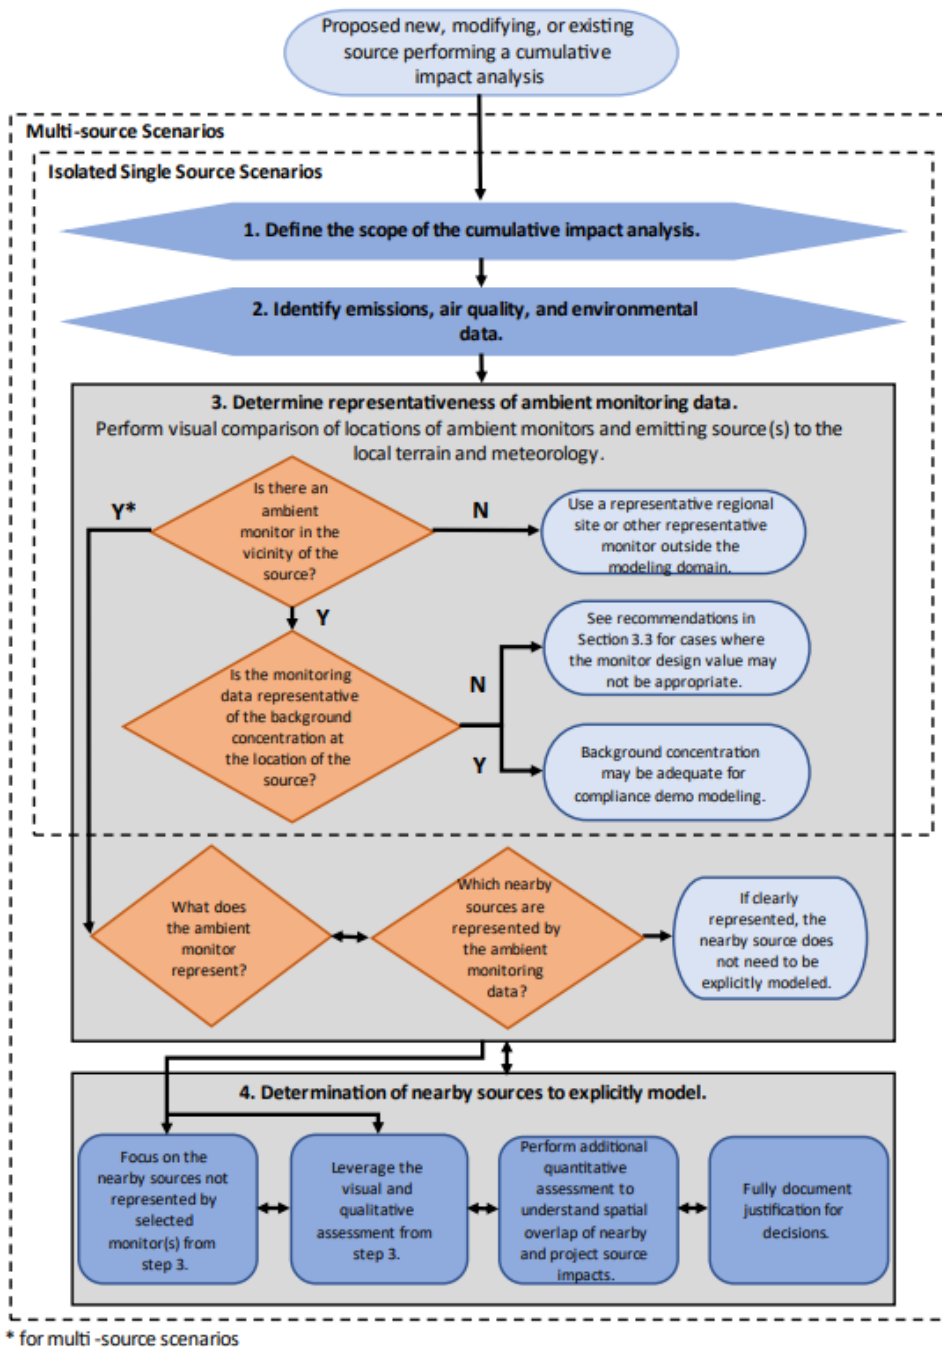 Proposed new, modifying, or existing
source performing a cumulative
impact analysis
Multi-source Scenarios
Isolated Single Source Scenarios
1. Define the scope of the cumulative impact analysis.
2. Identify emissions, air quality, and environmental
data.
3. Determine representativeness of ambient monitoring data.
Perform visual comparison of locations of ambient monitors and emitting source(s) to the
local terrain and meteorology.
Is there an
ambient
monitor in the
vicinity of the
source?
Y*
N
Use a representative regional
site or other representative
monitor outside the
modeling domain.
Y
Is the monitoring
data representative
of the background
concentration at
the location of the
source?
N
See recommendations in
Section 3.3 for cases where
the monitor design value may
not be appropriate.
Y
Background concentration
may be adequate for
compliance demo modeling.
What does
the ambient
monitor
represent?
Which nearby
sources are
represented by
the ambient
monitoring
data?
If clearly
represented, the
nearby source does
not need to be
explicitly modeled.
4. Determination of nearby sources to explicitly model.
Focus on the
nearby sources not
represented by
selected
monitor(s) from
step 3.
Leverage the
visual and
qualitative
assessment from
step 3.
Perform additional
quantitative
assessment to
understand spatial
overlap of nearby
and project source
impacts.
Fully document
justification for
decisions.
* for multi -source scenarios